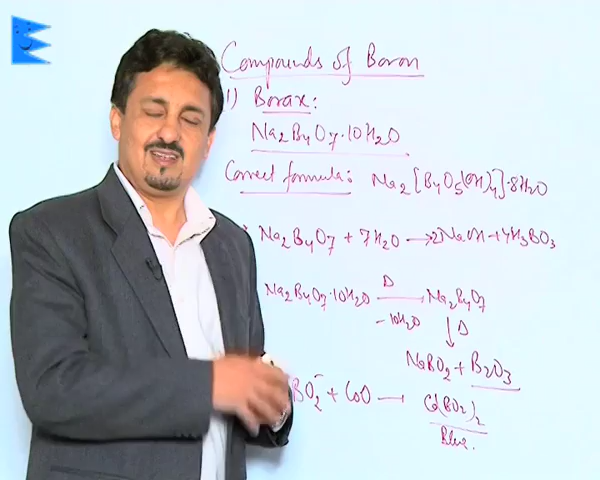 Compounds of Boron
1) Borax:
Na2B4O7·10H2O
Correct formula: Na2[B4O5(OH)4]·8H2O
Na2B4O7 + 7H2O → 2NaOH + 4H3BO3
Na2B4O7·10H2O Δ → -10H2O Na2B4O7
↓ Δ
NaBO2 + B2O3
BO2⁻ + CoO → Co(BO2)2
Blue.